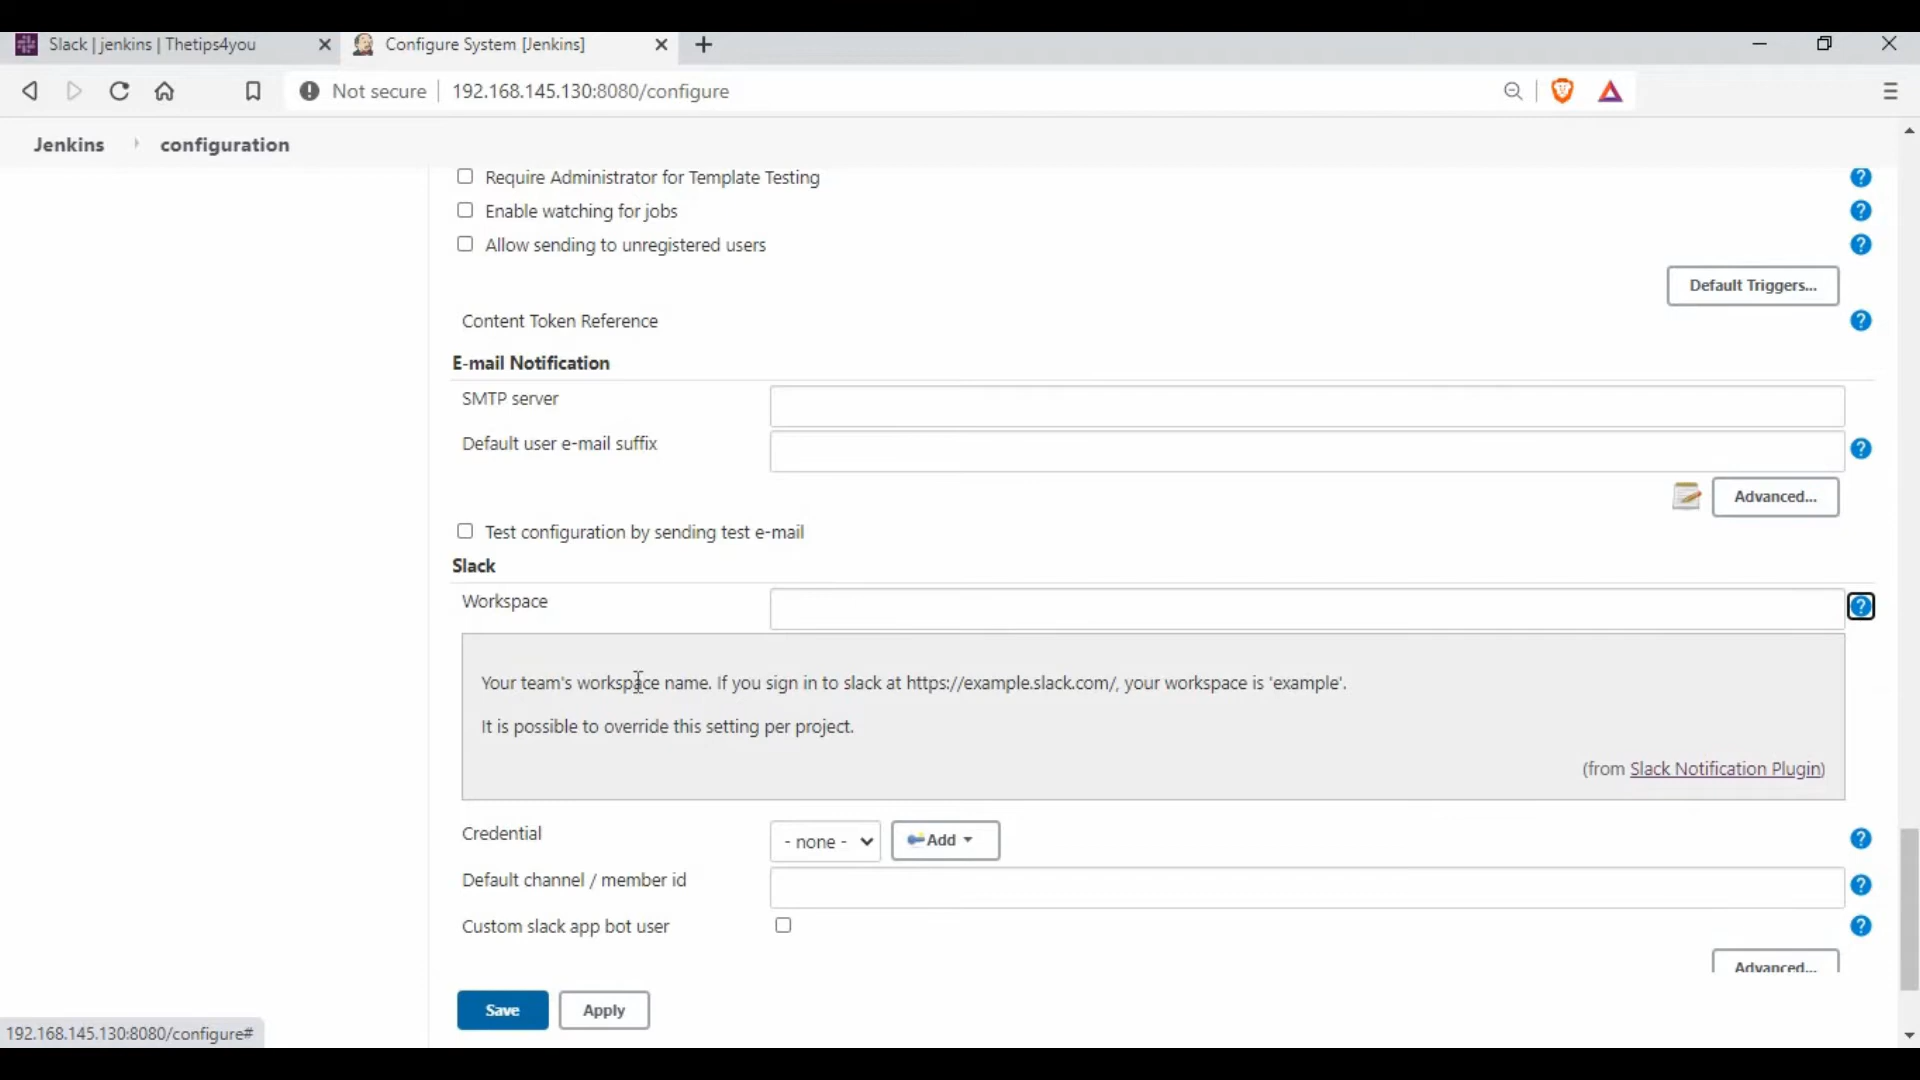 Slack | jenkins | Thetips4you
Configure System [Jenkins]
Not secure
192.168.145.130:8080/configure
Jenkins
configuration
Require Administrator for Template Testing
Enable watching for jobs
Allow sending to unregistered users
Default Triggers...
Content Token Reference
E-mail Notification
SMTP server
Default user e-mail suffix
Advanced...
Test configuration by sending test e-mail
Slack
Workspace
Your team's workspace name. If you sign in to slack at https://example.slack.com/, your workspace is 'example'.
It is possible to override this setting per project.
(from Slack Notification Plugin)
Credential
- none -
Add
Default channel / member id
Custom slack app bot user
Advanced...
Save
Apply
192.168.145.130:8080/configure#